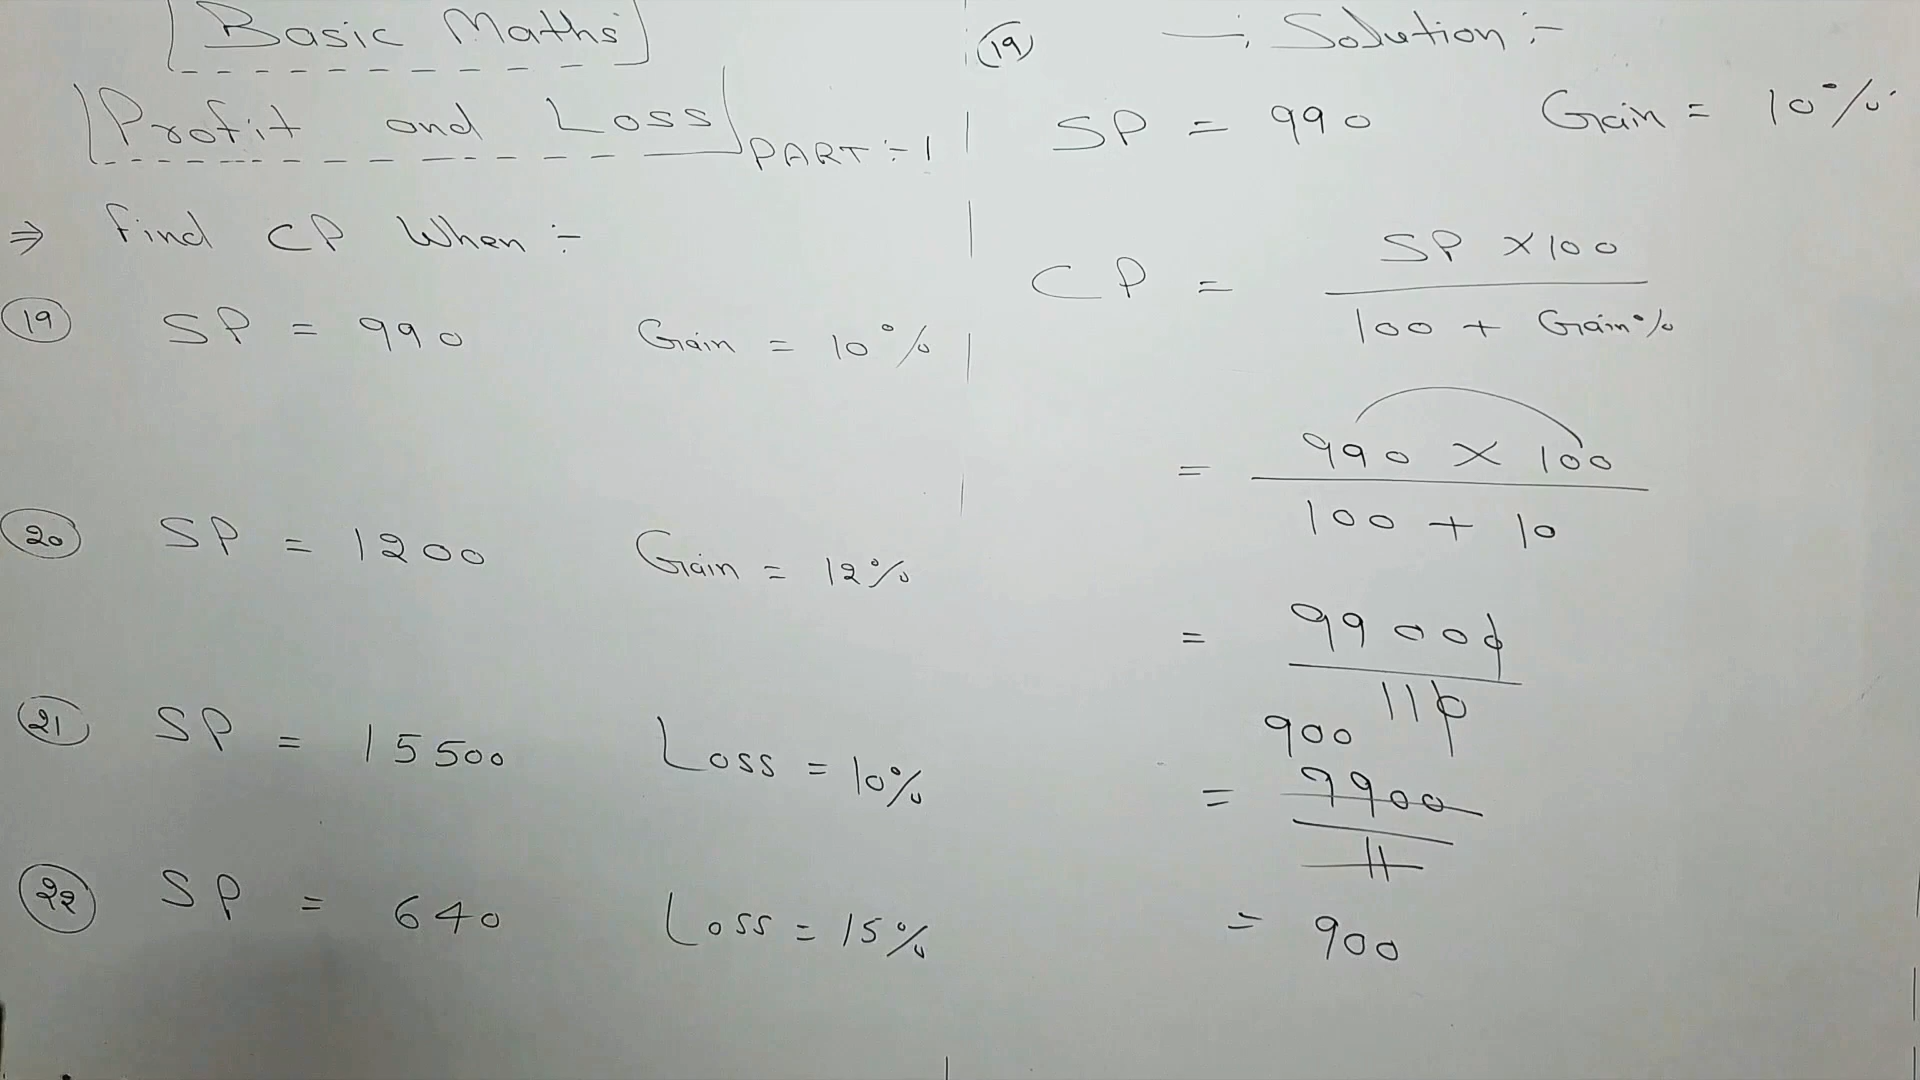 Basic Maths
Profit and Loss PART :- 1
⇒ Find CP When :-
19 SP = 990 Gain = 10%
20 SP = 1200 Gain = 12%
21 SP = 15500 Loss = 10%
22 SP = 640 Loss = 15%
19 → Solution :-
SP = 990 Gain = 10%
SP × 100
CP =
100 + Gain%
990 × 100
=
100 + 10
99000
=
110
900
= 9900
11
= 900